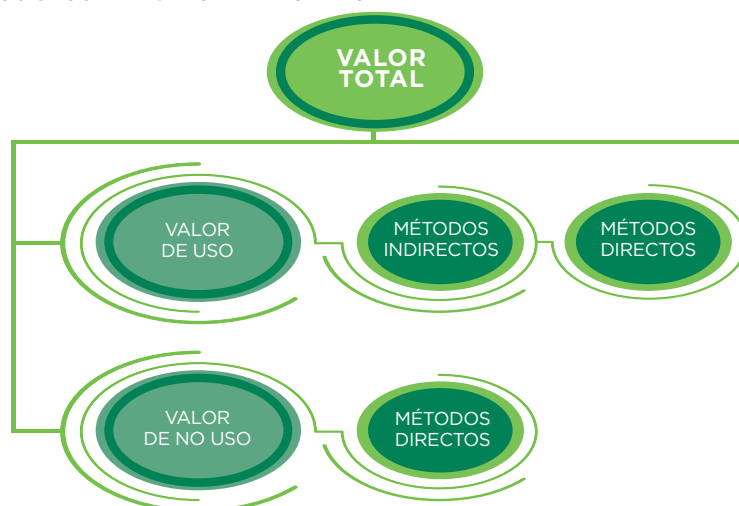 VALOR
TOTAL
VALOR
DE USO
MÉTODOS
INDIRECTOS
MÉTODOS
DIRECTOS
VALOR
DE NO USO
MÉTODOS
DIRECTOS